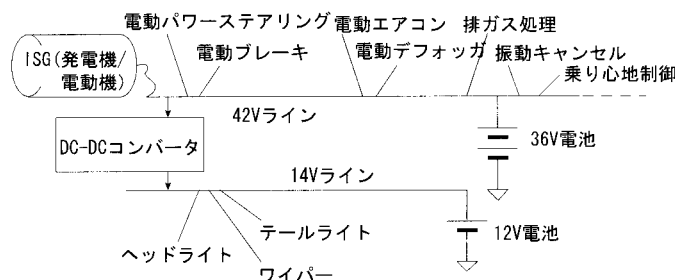 電動パワーステアリング
電動エアコン
排ガス処理
ISG(発電機/
電動機)
電動ブレーキ
電動デフォッガ
振動キャンセル
乗り心地制御
42Vライン
DC-DCコンバータ
36V電池
14Vライン
テールライト
12V電池
ヘッドライト
ワイパー